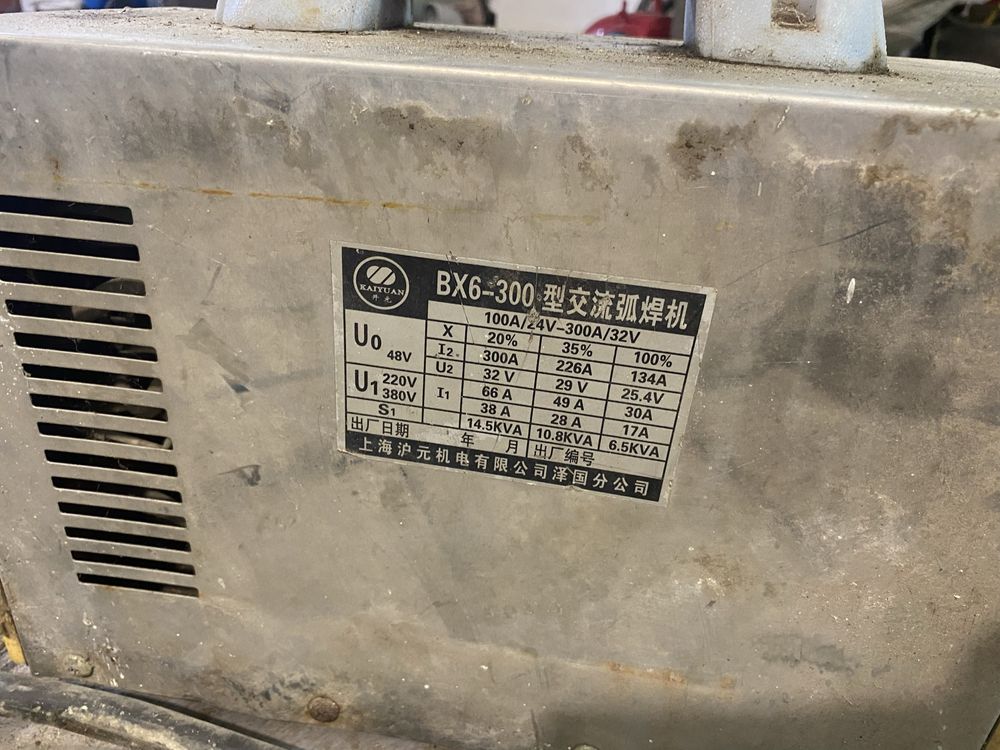 KAIYUAN
开元
BX6-300 型交流弧焊机
100A/24V-300A/32V
U0 48V
X 20% 35% 100%
I2 300A 226A 134A
U2 32 V 29 V 25.4V
U1 220V 380V
I1 66 A 49 A 30A
38 A 28 A 17A
S1 14.5KVA 10.8KVA 6.5KVA
出厂日期 年 月 出厂编号
上海沪元机电有限公司泽国分公司